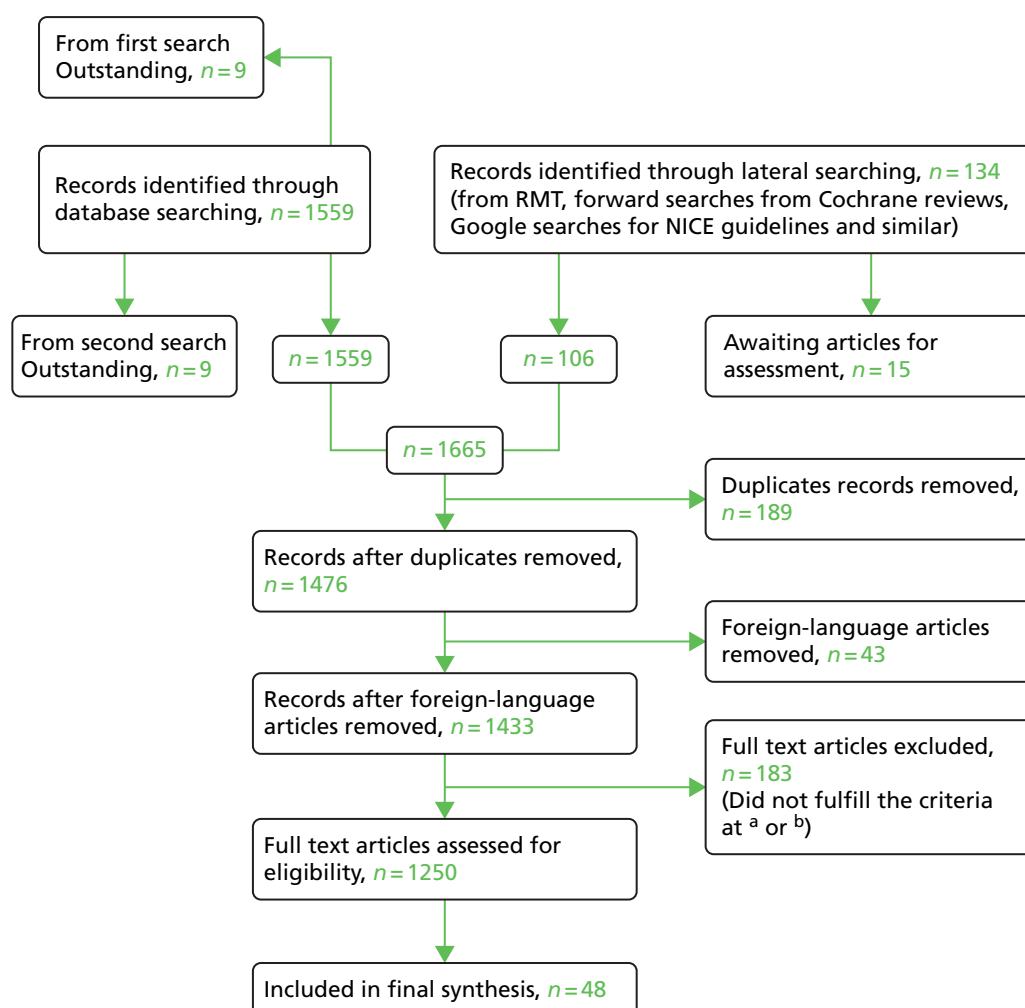 From first search
Outstanding, n=9
Records identified through
database searching, n=1559
Records identified through lateral searching, n=134
(from RMT, forward searches from Cochrane reviews,
Google searches for NICE guidelines and similar)
From second search
Outstanding, n=9
n=1559
n=106
Awaiting articles for
assessment, n=15
n=1665
Duplicates records removed,
n=189
Records after duplicates removed,
n=1476
Foreign-language articles
removed, n=43
Records after foreign-language
articles removed, n=1433
Full text articles excluded,
n=183
(Did not fulfill the criteria
at a or b)
Full text articles assessed for
eligibility, n=1250
Included in final synthesis, n=48